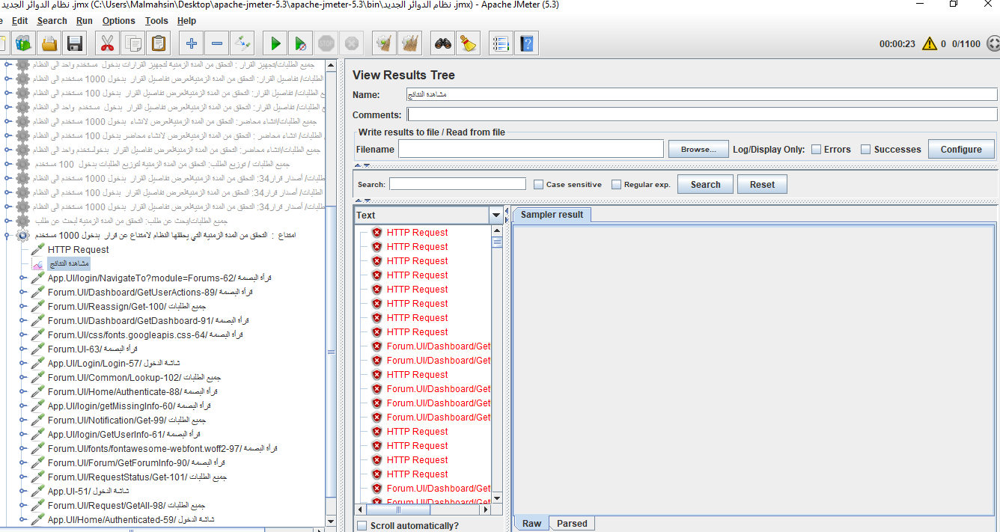 نظام الدوائر الجديد .jmx (C:\Users\Malmahsin\Desktop\apache-jmeter-5.3\apache-jmeter-5.3\bin\نظام الدوائر الجديد .jmx) - Apache JMeter (5.3)
Edit Search Run Options Tools Help
00:00:23 0 0/1100
جميع الطلبات/تجهيز القرار : التحقق من المدة الزمنية لتجهيز القرارات بدخول مستخدم واحد الى النظام
الطلبات/ تفاصيل القرار: التحقق من المدة الزمنيةلعرض تفاصيل القرار بدخول 1000 مستخدم الى النظام
ع الطلبات/ تفاصيل القرار: التحقق من المدة الزمنيةلعرض تفاصيل القرار بدخول 100 مستخدم الى النظام
الطلبات/ تفاصيل القرار: التحقق من المدة الزمنيةلعرض تفاصيل القرار بدخول مستخدم واحد الى النظام
جميع الطلبات/انشاء محاضر: التحقق من المدة الزمنيةلعرض لانشاء بدخول 1000 مستخدم الى النظام
الطلبات/ انشاء محاضر : التحقق من المدة الزمنيةلعرض لانشاء محاضر بدخول 100 مستخدم الى النظام
جميع الطلبات/انشاء محاضر: التحقق من المدة الزمنيةلعرض تفاصيل القرار بدخولستخدم واحد الى النظام
جميع الطلبات / توزيع الطلب: التحقق من المدة الزمنية لتوزيع الطلبات بدخول 100 مستخدم
طلبات/ أصدار قرار34: التحقق من المدة الزمنيةلعرض تفاصيل القرار بدخول 1000 مستخدم الى النظام
طلبات/ أصدار قرار34: التحقق من المدة الزمنيةلعرض تفاصيل القرار بدخول 1000 مستخدم الى النظام
طلبات/ أصدار قرار34: التحقق من المدة الزمنيةلعرض تفاصيل القرار بدخول 1000 مستخدم الى النظام
جميع الطلبات/بحث عن طلب: التحقق من المدة الزمنية لبحث عن طلب
امتناع : التحقق من المدة الزمنية التي يحققها النظام لامتناع عن قرار بدخول 1000 مستخدم
HTTP Request
مشاهدة النتائج
App.UI/login/NavigateTo?module=Forums-62/ قرأة البصمة
Forum.UI/Dashboard/GetUserActions-89/ قرأة البصمة
Forum.UI/Reassign/Get-100/ جميع الطلبات
Forum.UI/Dashboard/GetDashboard-91/ قرأة البصمة
Forum.UI/css/fonts.googleapis.css-64/ قرأة البصمة
Forum.UI-63/ قرأة البصمة
App.UI/Login/Login-57/ شاشة الدخول
Forum.UI/Common/Lookup-102/ جميع الطلبات
Forum.UI/Home/Authenticate-88/ قرأة البصمة
App.UI/login/getMissingInfo-60/ قرأة البصمة
Forum.UI/Notification/Get-99/ جميع الطلبات
App.UI/login/GetUserInfo-61/ قرأة البصمة
Forum.UI/fonts/fontawesome-webfont.woff2-97/ قرأة البصمة
Forum.UI/Forum/GetForumInfo-90/ قرأة البصمة
Forum.UI/RequestStatus/Get-101/ جميع الطلبات
App.UI-51/ شاشة الدخول
Forum.UI/Request/GetAll-98/ جميع الطلبات
App.UI/Home/Authenticated-59/ شاشة الدخول
View Results Tree
Name: مشاهدة النتائج
Comments:
Write results to file / Read from file
Filename Browse... Log/Display Only: Errors Successes Configure
Search: Case sensitive Regular exp. Search Reset
Text
HTTP Request
HTTP Request
HTTP Request
HTTP Request
HTTP Request
HTTP Request
HTTP Request
HTTP Request
Forum.UI/Dashboard/Get
Forum.UI/Dashboard/Get
HTTP Request
Forum.UI/Dashboard/Get
Forum.UI/Dashboard/Get
Forum.UI/Dashboard/Get
HTTP Request
HTTP Request
HTTP Request
HTTP Request
Forum.UI/Dashboard/Get
Forum.UI/Dashboard/Get
Scroll automatically?
Sampler result
Raw Parsed